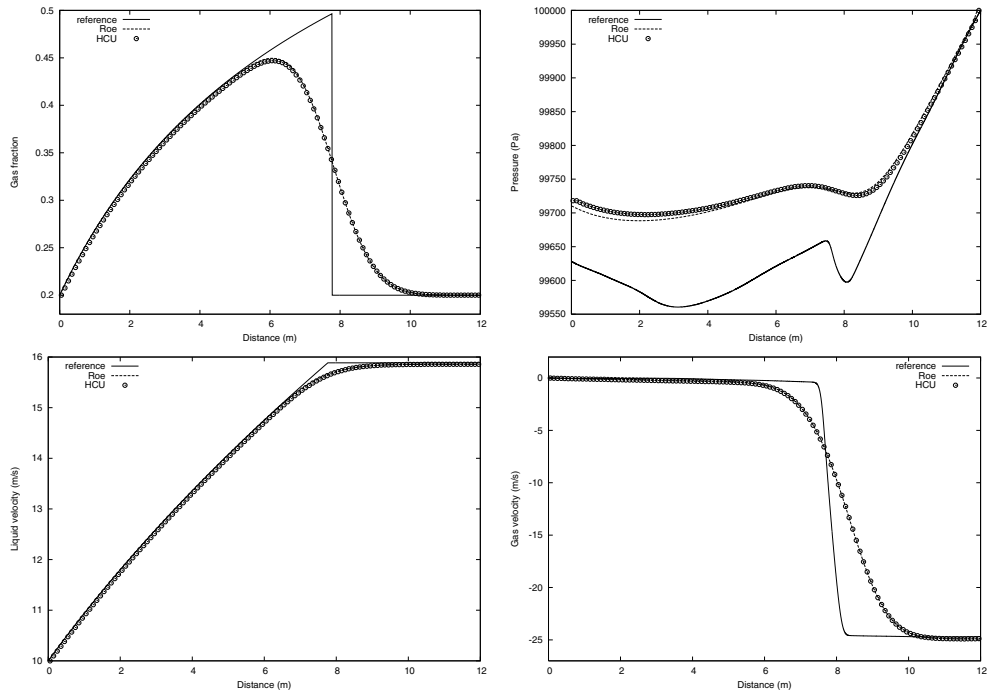 reference
Roe
HCU
0.5
0.45
0.4
0.35
0.3
0.25
0.2
Gas fraction
0 2 4 6 8 10 12
Distance (m)
reference
Roe
HCU
100000
99950
99900
99850
99800
99750
99700
99650
99600
99550
Pressure (Pa)
0 2 4 6 8 10 12
Distance (m)
reference
Roe
HCU
16
15
14
13
12
11
10
Liquid velocity (m/s)
0 2 4 6 8 10 12
Distance (m)
reference
Roe
HCU
0
-5
-10
-15
-20
-25
Gas velocity (m/s)
0 2 4 6 8 10 12
Distance (m)